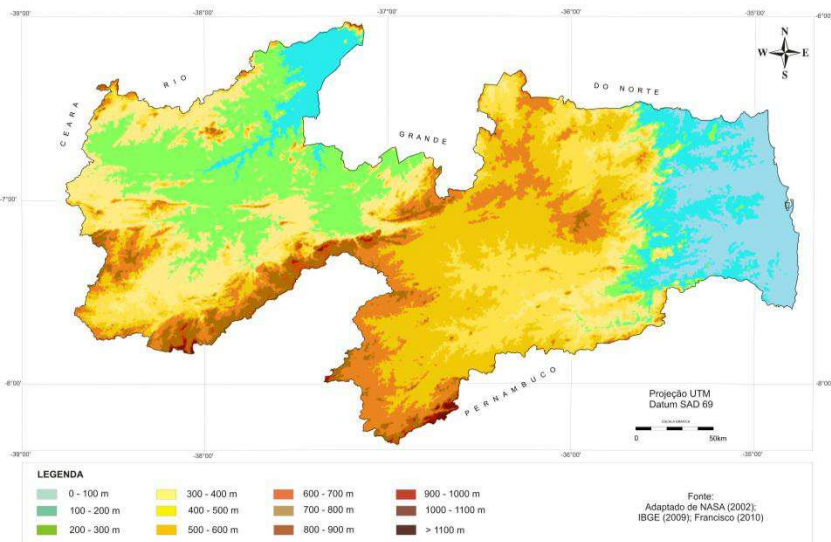 -39°00' -38°00' -37°00' -36°00' -35°00' -6°00'
N
W E
S
CEARA
RIO
GRANDE
DO NORTE
-7°00' -7°00'
-8°00' -8°00'
PERNAMBUCO
Projeção UTM
Datum SAD 69
ESCALA GRÁFICA
0 50km
-39°00' -38°00' -36°00' -35°00'
LEGENDA
0 - 100 m 300 - 400 m 600 - 700 m 900 - 1000 m
100 - 200 m 400 - 500 m 700 - 800 m 1000 - 1100 m
200 - 300 m 500 - 600 m 800 - 900 m > 1100 m
Fonte:
Adaptado de NASA (2002);
IBGE (2009); Francisco (2010)